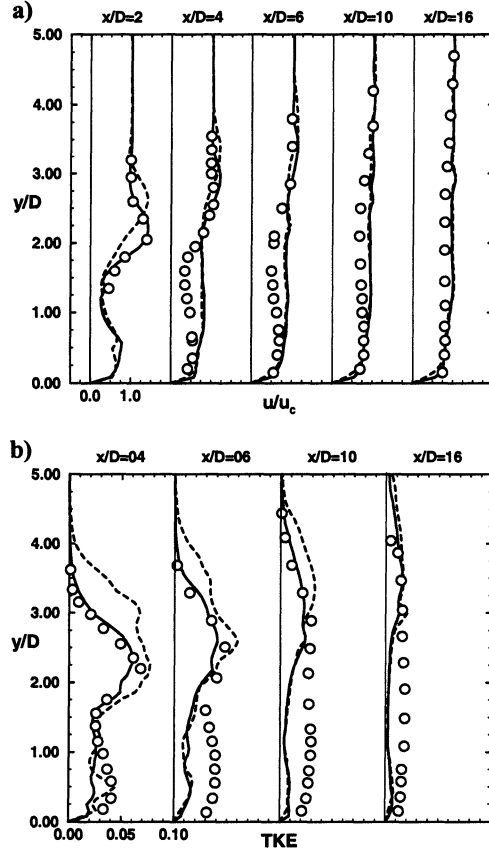 a)
x/D=2 x/D=4 x/D=6 x/D=10 x/D=16
5.00
4.00
3.00
y/D
2.00
1.00
0.00
0.0 1.0
u/u_c
b)
x/D=04 x/D=06 x/D=10 x/D=16
5.00
4.00
3.00
y/D
2.00
1.00
0.00
0.00 0.05 0.10
TKE